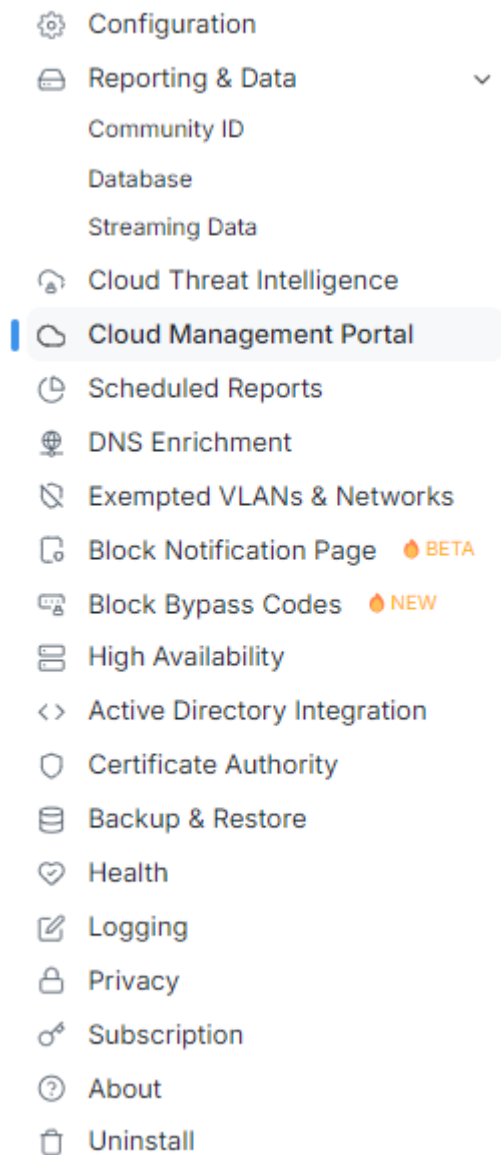 Configuration
Reporting & Data
Community ID
Database
Streaming Data
Cloud Threat Intelligence
Cloud Management Portal
Scheduled Reports
DNS Enrichment
Exempted VLANs & Networks
Block Notification Page BETA
Block Bypass Codes NEW
High Availability
Active Directory Integration
Certificate Authority
Backup & Restore
Health
Logging
Privacy
Subscription
About
Uninstall